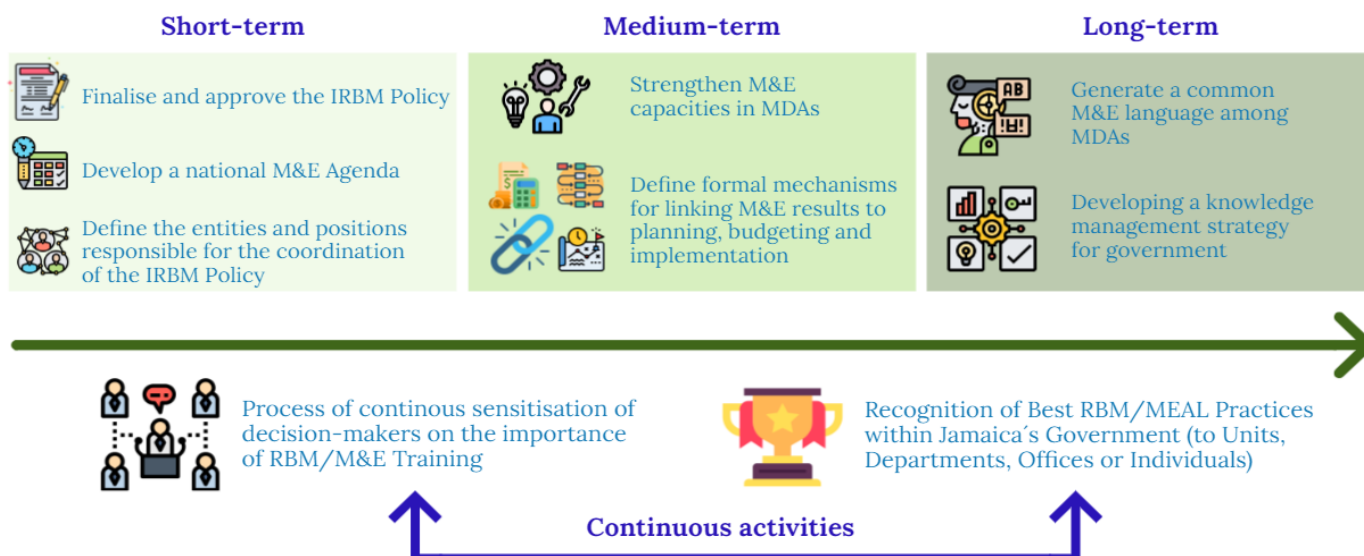 Short-term
Medium-term
Long-term
Finalise and approve the IRBM Policy
Develop a national M&E Agenda
Define the entities and positions
responsible for the coordination
of the IRBM Policy
Strengthen M&E
capacities in MDAs
Define formal mechanisms
for linking M&E results to
planning, budgeting and
implementation
AB
Generate a common
M&E language among
MDAs
Developing a knowledge
management strategy
for government
Process of continous sensitisation of
decision-makers on the importance
of RBM/M&E Training
Recognition of Best RBM/MEAL Practices
within Jamaica´s Government (to Units,
Departments, Offices or Individuals)
Continuous activities